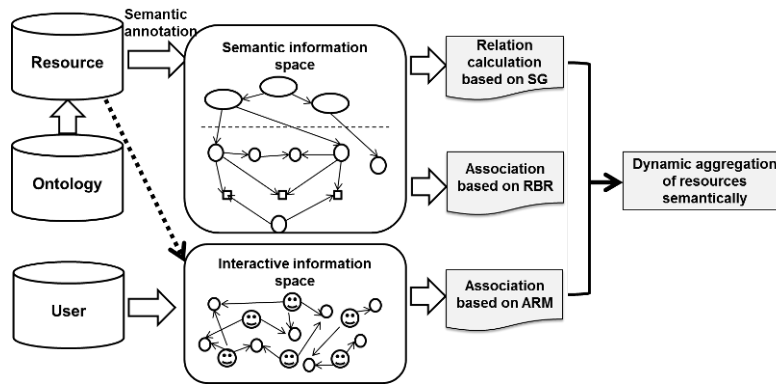 Semantic
annotation
Resource
Ontology
User
Semantic information
space
Interactive information
space
Relation
calculation
based on SG
Association
based on RBR
Association
based on ARM
Dynamic aggregation
of resources
semantically